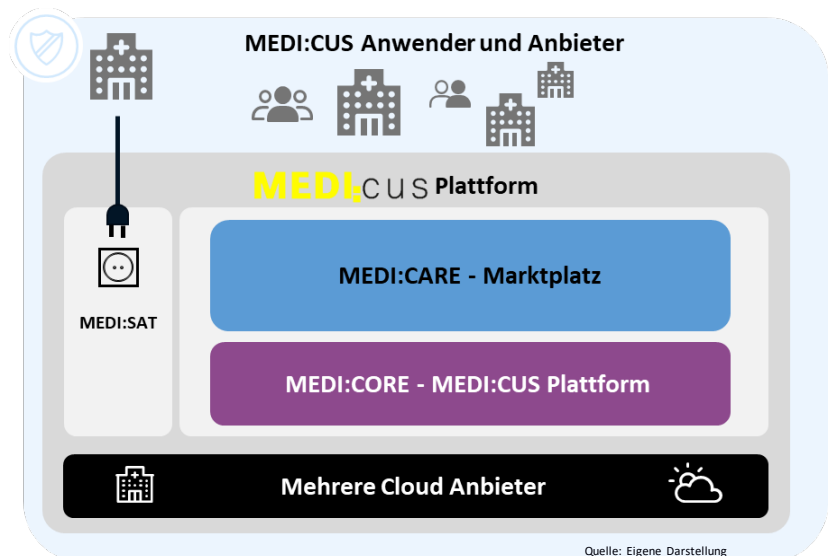 MEDI:CUS Anwender und Anbieter
MEDI:cus Plattform
MEDI:CARE - Marktplatz
MEDI:SAT
MEDI:CORE - MEDI:CUS Plattform
Mehrere Cloud Anbieter
Quelle: Eigene Darstellung